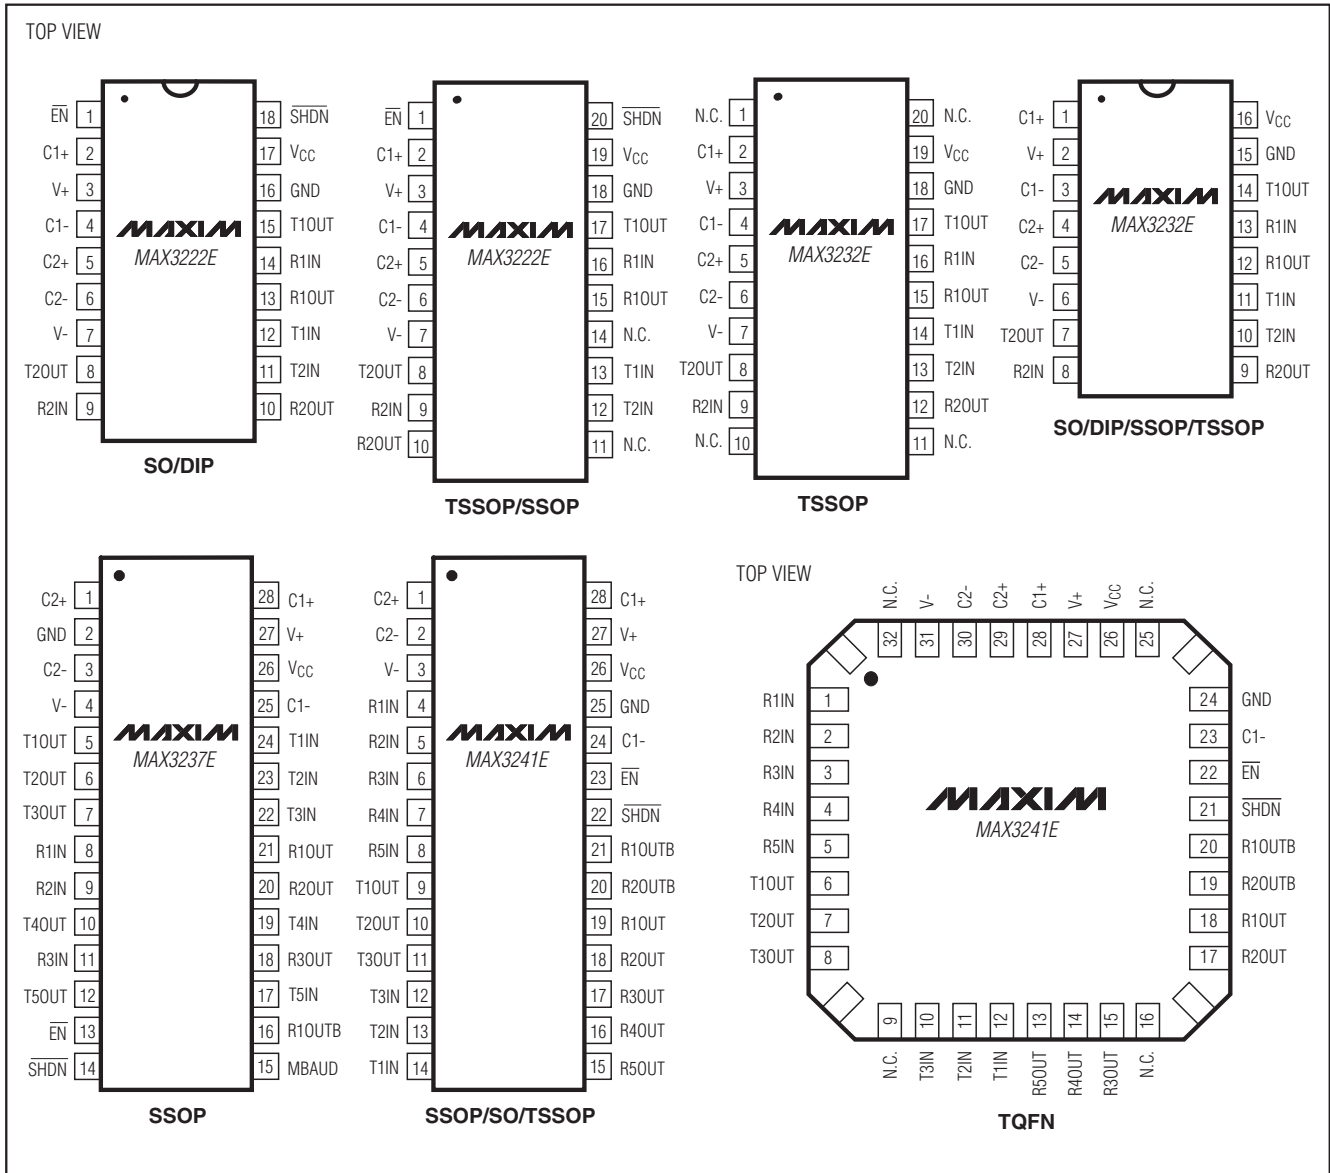 TOP VIEW
MAXIM
MAX3222E
EN 1
C1+ 2
V+ 3
C1- 4
C2+ 5
C2- 6
V- 7
T2OUT 8
R2IN 9
18 SHDN
17 VCC
16 GND
15 T1OUT
14 R1IN
13 R1OUT
12 T1IN
11 T2IN
10 R2OUT
SO/DIP
MAXIM
MAX3222E
EN 1
C1+ 2
V+ 3
C1- 4
C2+ 5
C2- 6
V- 7
T2OUT 8
R2IN 9
R2OUT 10
20 SHDN
19 VCC
18 GND
17 T1OUT
16 R1IN
15 R1OUT
14 N.C.
13 T1IN
12 T2IN
11 N.C.
TSSOP/SSOP
MAXIM
MAX3232E
N.C. 1
C1+ 2
V+ 3
C1- 4
C2+ 5
C2- 6
V- 7
T2OUT 8
R2IN 9
N.C. 10
20 N.C.
19 VCC
18 GND
17 T1OUT
16 R1IN
15 R1OUT
14 T1IN
13 T2IN
12 R2OUT
11 N.C.
TSSOP
MAXIM
MAX3232E
C1+ 1
V+ 2
C1- 3
C2+ 4
C2- 5
V- 6
T2OUT 7
R2IN 8
16 VCC
15 GND
14 T1OUT
13 R1IN
12 R1OUT
11 T1IN
10 T2IN
9 R2OUT
SO/DIP/SSOP/TSSOP
MAXIM
MAX3237E
C2+ 1
GND 2
C2- 3
V- 4
T1OUT 5
T2OUT 6
T3OUT 7
R1IN 8
R2IN 9
T4OUT 10
R3IN 11
T5OUT 12
EN 13
SHDN 14
28 C1+
27 V+
26 VCC
25 C1-
24 T1IN
23 T2IN
22 T3IN
21 R1OUT
20 R2OUT
19 T4IN
18 R3OUT
17 T5IN
16 R1OUTB
15 MBAUD
SSOP
MAXIM
MAX3241E
C2+ 1
C2- 2
V- 3
R1IN 4
R2IN 5
R3IN 6
R4IN 7
R5IN 8
T1OUT 9
T2OUT 10
T3OUT 11
T3IN 12
T2IN 13
T1IN 14
28 C1+
27 V+
26 VCC
25 GND
24 C1-
23 EN
22 SHDN
21 R1OUTB
20 R2OUTB
19 R1OUT
18 R2OUT
17 R3OUT
16 R4OUT
15 R5OUT
SSOP/SO/TSSOP
TOP VIEW
N.C. 32
V- 31
C2- 30
C2+ 29
C1+ 28
V+ 27
VCC 26
N.C. 25
R1IN 1
R2IN 2
R3IN 3
R4IN 4
R5IN 5
T1OUT 6
T2OUT 7
T3OUT 8
MAXIM
MAX3241E
24 GND
23 C1-
22 EN
21 SHDN
20 R1OUTB
19 R2OUTB
18 R1OUT
17 R2OUT
9 N.C.
10 T3IN
11 T2IN
12 T1IN
13 R5OUT
14 R4OUT
15 R3OUT
16 N.C.
TQFN